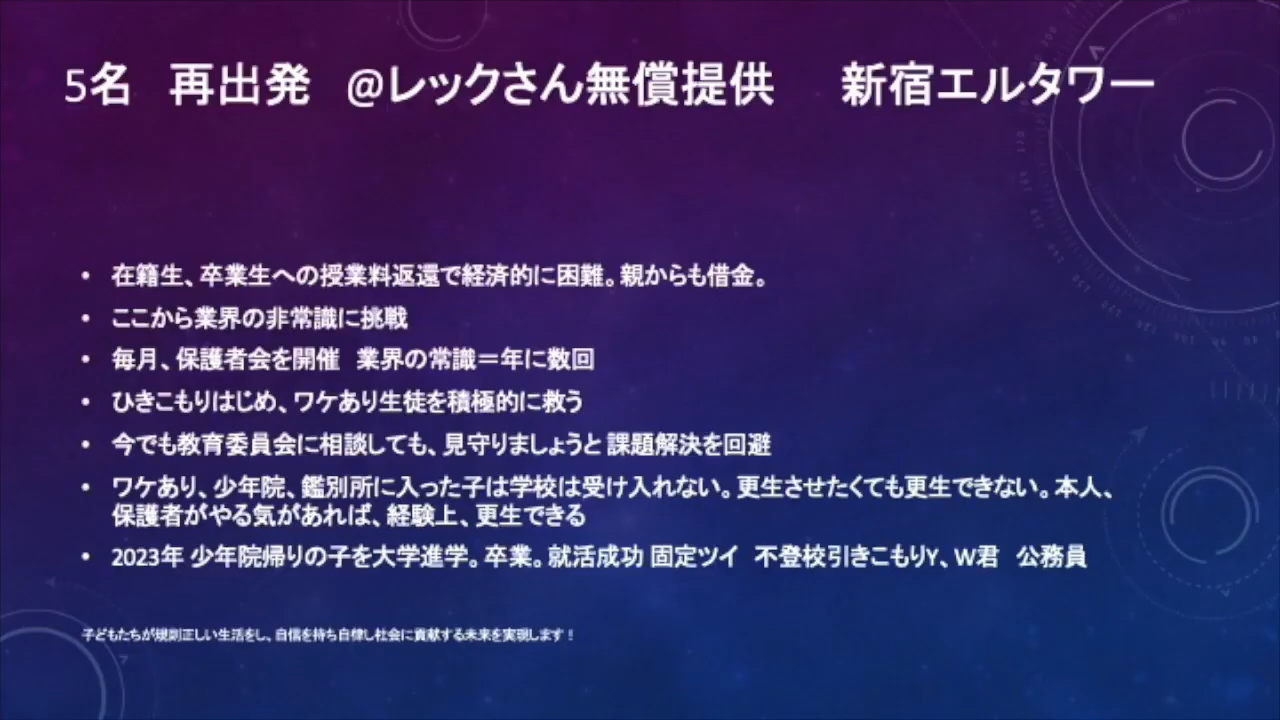 5名　再出発　@レックさん無償提供　　新宿エルタワー
• 在籍生、卒業生への授業料返還で経済的に困難。親からも借金。
• ここから業界の非常識に挑戦
• 毎月、保護者会を開催　業界の常識＝年に数回
• ひきこもりはじめ、ワケあり生徒を積極的に救う
• 今でも教育委員会に相談しても、見守りましょうと 課題解決を回避
• ワケあり、少年院、鑑別所に入った子は学校は受け入れない。更生させたくても更生できない。本人、
保護者がやる気があれば、経験上、更生できる
• 2023年 少年院帰りの子を大学進学。卒業。就活成功 固定ツイ　不登校引きこもりY、W君　公務員
子どもたちが規則正しい生活をし、自信を持ち自律し社会に貢献する未来を実現します！